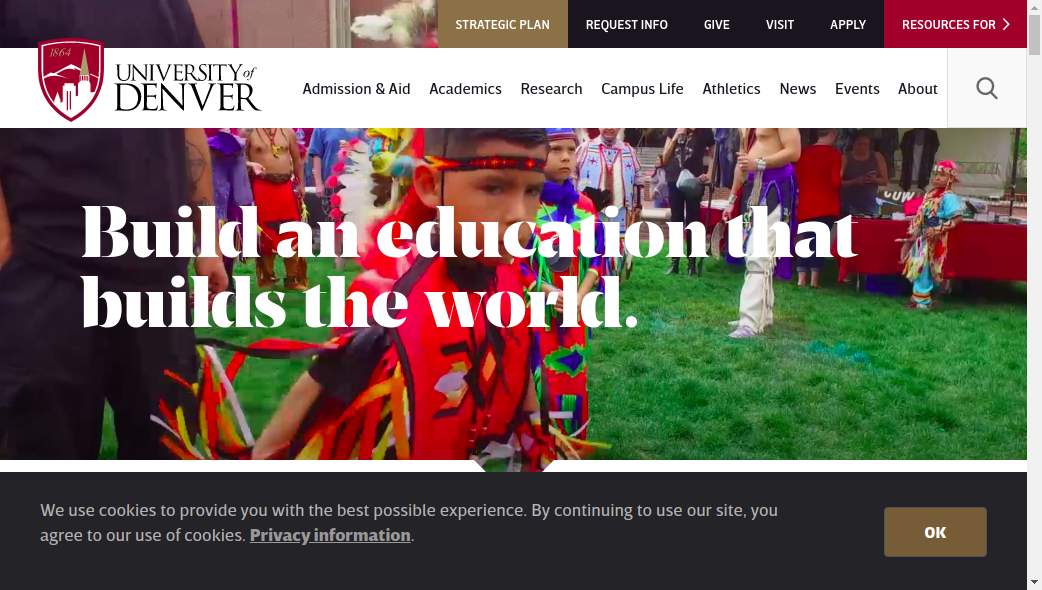 STRATEGIC PLAN REQUEST INFO GIVE VISIT APPLY RESOURCES FOR
1864
UNIVERSITY of
DENVER
Admission & Aid Academics Research Campus Life Athletics News Events About
Build an education that
builds the world.
We use cookies to provide you with the best possible experience. By continuing to use our site, you
agree to our use of cookies. Privacy information.
OK